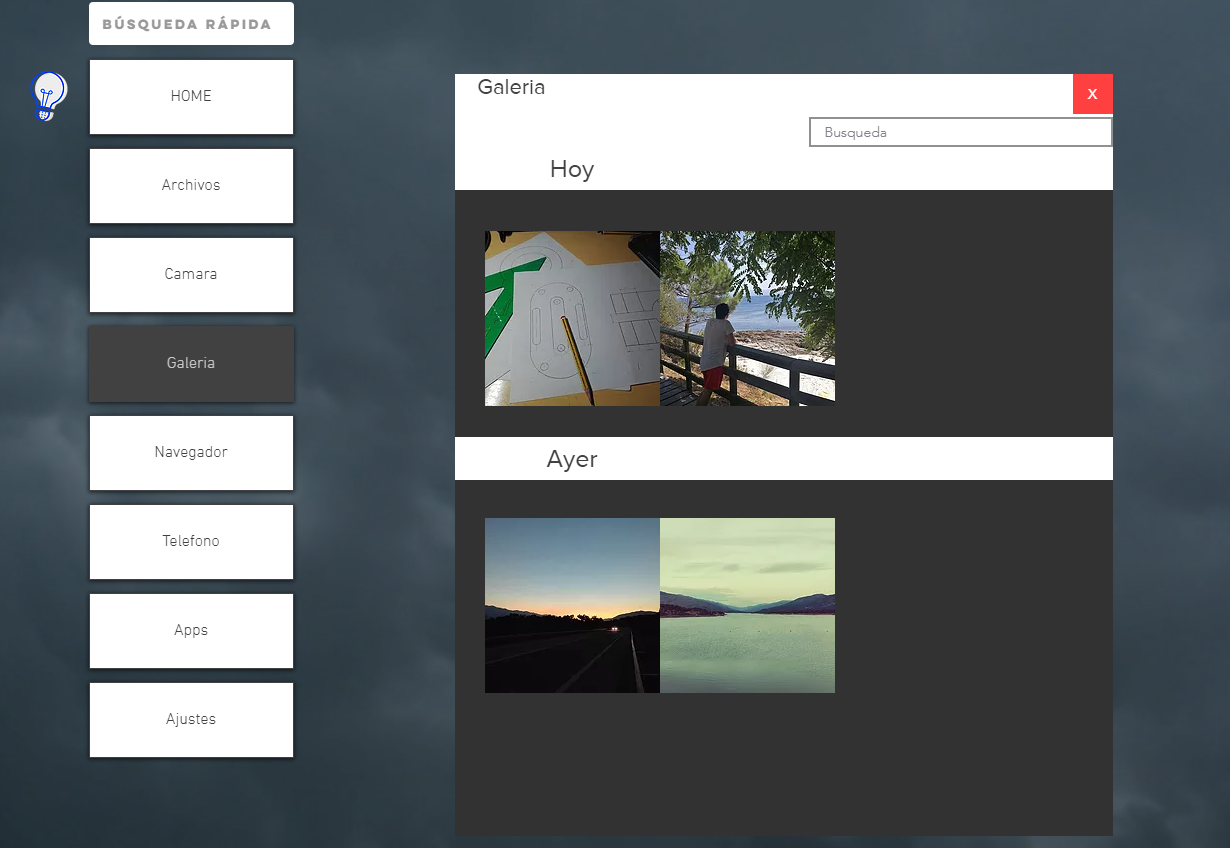 BÚSQUEDA RÁPIDA
HOME
Archivos
Camara
Galeria
Navegador
Telefono
Apps
Ajustes
Galeria
X
Busqueda
Hoy
Ayer